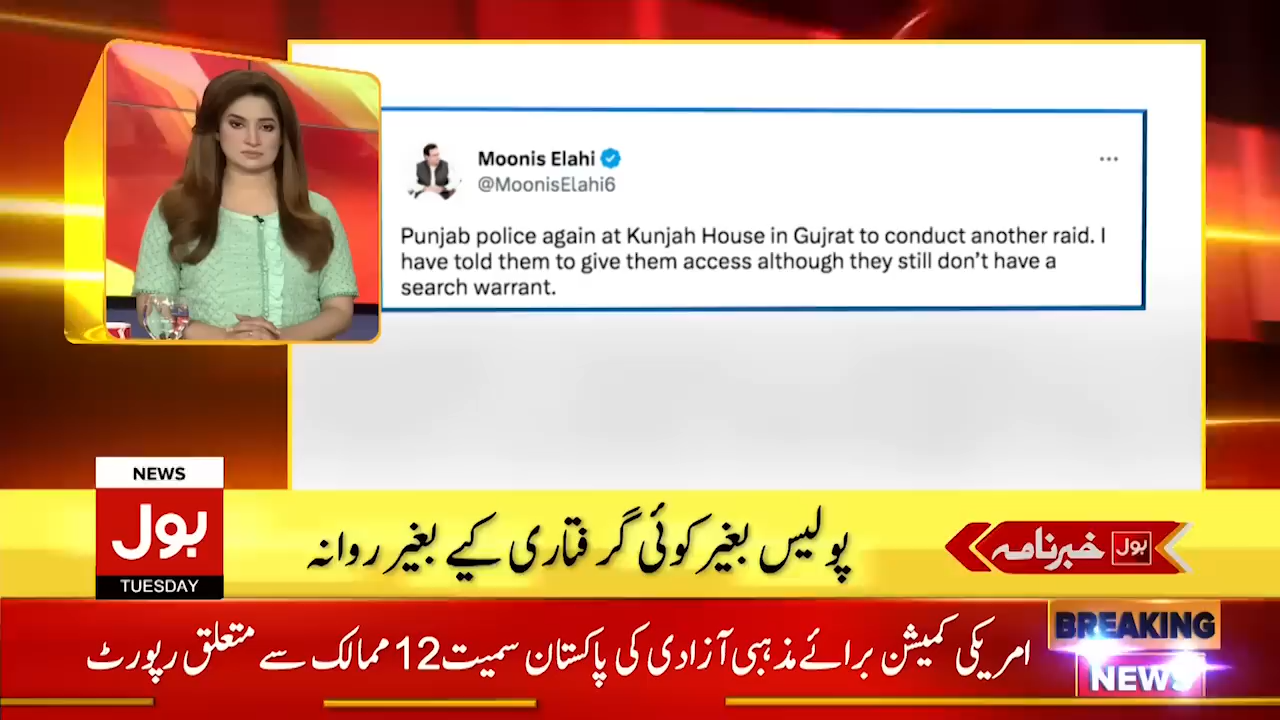 Moonis Elahi
@MoonisElahi6
Punjab police again at Kunjah House in Gujrat to conduct another raid. I
have told them to give them access although they still don't have a
search warrant.
NEWS
بول
TUESDAY
پولیس بغیر کوئی گرفتاری کیے بغیر روانہ
بول خبرنامہ
BREAKING
NEWS
امریکی کمیشن برائے مذہبی آزادی کی پاکستان سمیت 12 ممالک سے متعلق رپورٹ